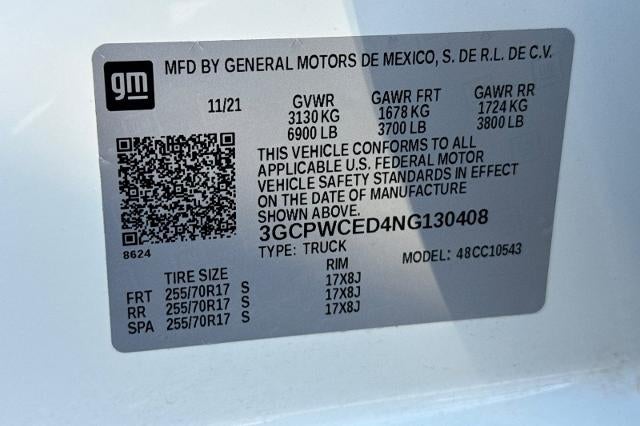 gm
MFD BY GENERAL MOTORS DE MEXICO, S. DE R.L. DE C.V.
11/21 GVWR GAWR FRT GAWR RR
3130 KG 1678 KG 1724 KG
6900 LB 3700 LB 3800 LB
THIS VEHICLE CONFORMS TO ALL
APPLICABLE U.S. FEDERAL MOTOR
VEHICLE SAFETY STANDARDS IN EFFECT
ON THE DATE OF MANUFACTURE
SHOWN ABOVE.
3GCPWCED4NG130408
8624 TYPE: TRUCK MODEL: 48CC10543
TIRE SIZE RIM
FRT 255/70R17 S 17X8J
RR 255/70R17 S 17X8J
SPA 255/70R17 S 17X8J